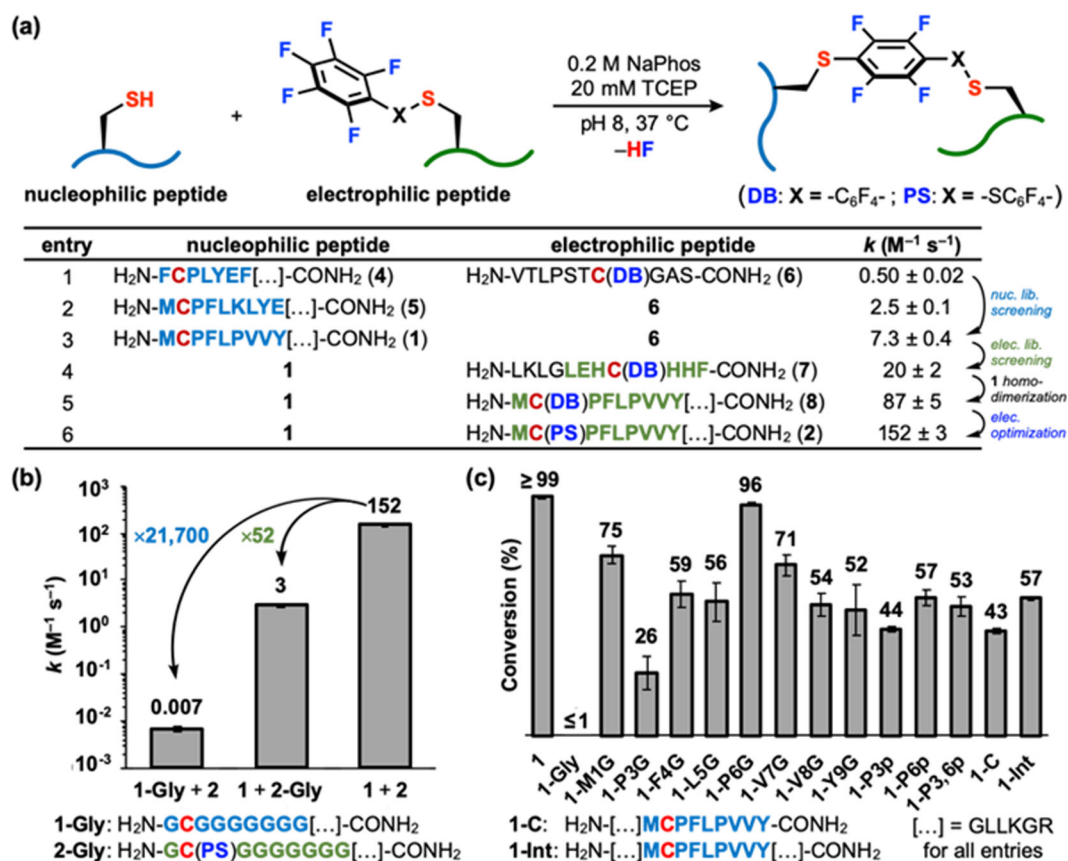 (a)
F
F
F
F
F
SH
X
S
+
0.2 M NaPhos
20 mM TCEP
pH 8, 37 °C
–HF
F
F
F
F
S
X
S
nucleophilic peptide
electrophilic peptide
(DB: X = -C₆F₄- ; PS: X = -SC₆F₄-)
entry nucleophilic peptide electrophilic peptide k (M⁻¹ s⁻¹)
1 H₂N-FCPLYEF[...]-CONH₂ (4) H₂N-VTLPSTC(DB)GAS-CONH₂ (6) 0.50 ± 0.02
2 H₂N-MCPFLKLYE[...]-CONH₂ (5) 6 2.5 ± 0.1
3 H₂N-MCPFLPVVY[...]-CONH₂ (1) 6 7.3 ± 0.4
4 1 H₂N-LKLGLEHC(DB)HHF-CONH₂ (7) 20 ± 2
5 1 H₂N-MC(DB)PFLPVVY[...]-CONH₂ (8) 87 ± 5
6 1 H₂N-MC(PS)PFLPVVY[...]-CONH₂ (2) 152 ± 3
nuc. lib.
screening
elec. lib.
screening
1 homo-
dimerization
elec.
optimization
(b)
k (M⁻¹ s⁻¹)
10³
10²
10¹
10⁰
10⁻¹
10⁻²
10⁻³
×21,700
×52
152
3
0.007
1-Gly + 2
1 + 2-Gly
1 + 2
1-Gly: H₂N-GCGGGGGGG[...]-CONH₂
2-Gly: H₂N-GC(PS)GGGGGGG[...]-CONH₂
(c)
Conversion (%)
≥ 99
≤1
75
26
59
56
96
71
54
52
44
57
53
43
57
1
1-Gly
1-M1G
1-P3G
1-F4G
1-L5G
1-P6G
1-V7G
1-V8G
1-Y9G
1-P3p
1-P6p
1-P3, 6p
1-C
1-Int
1-C: H₂N-[...]MCPFLPVVY-CONH₂
1-Int: H₂N-[...]MCPFLPVVY[...]-CONH₂
[...] = GLLKGR
for all entries